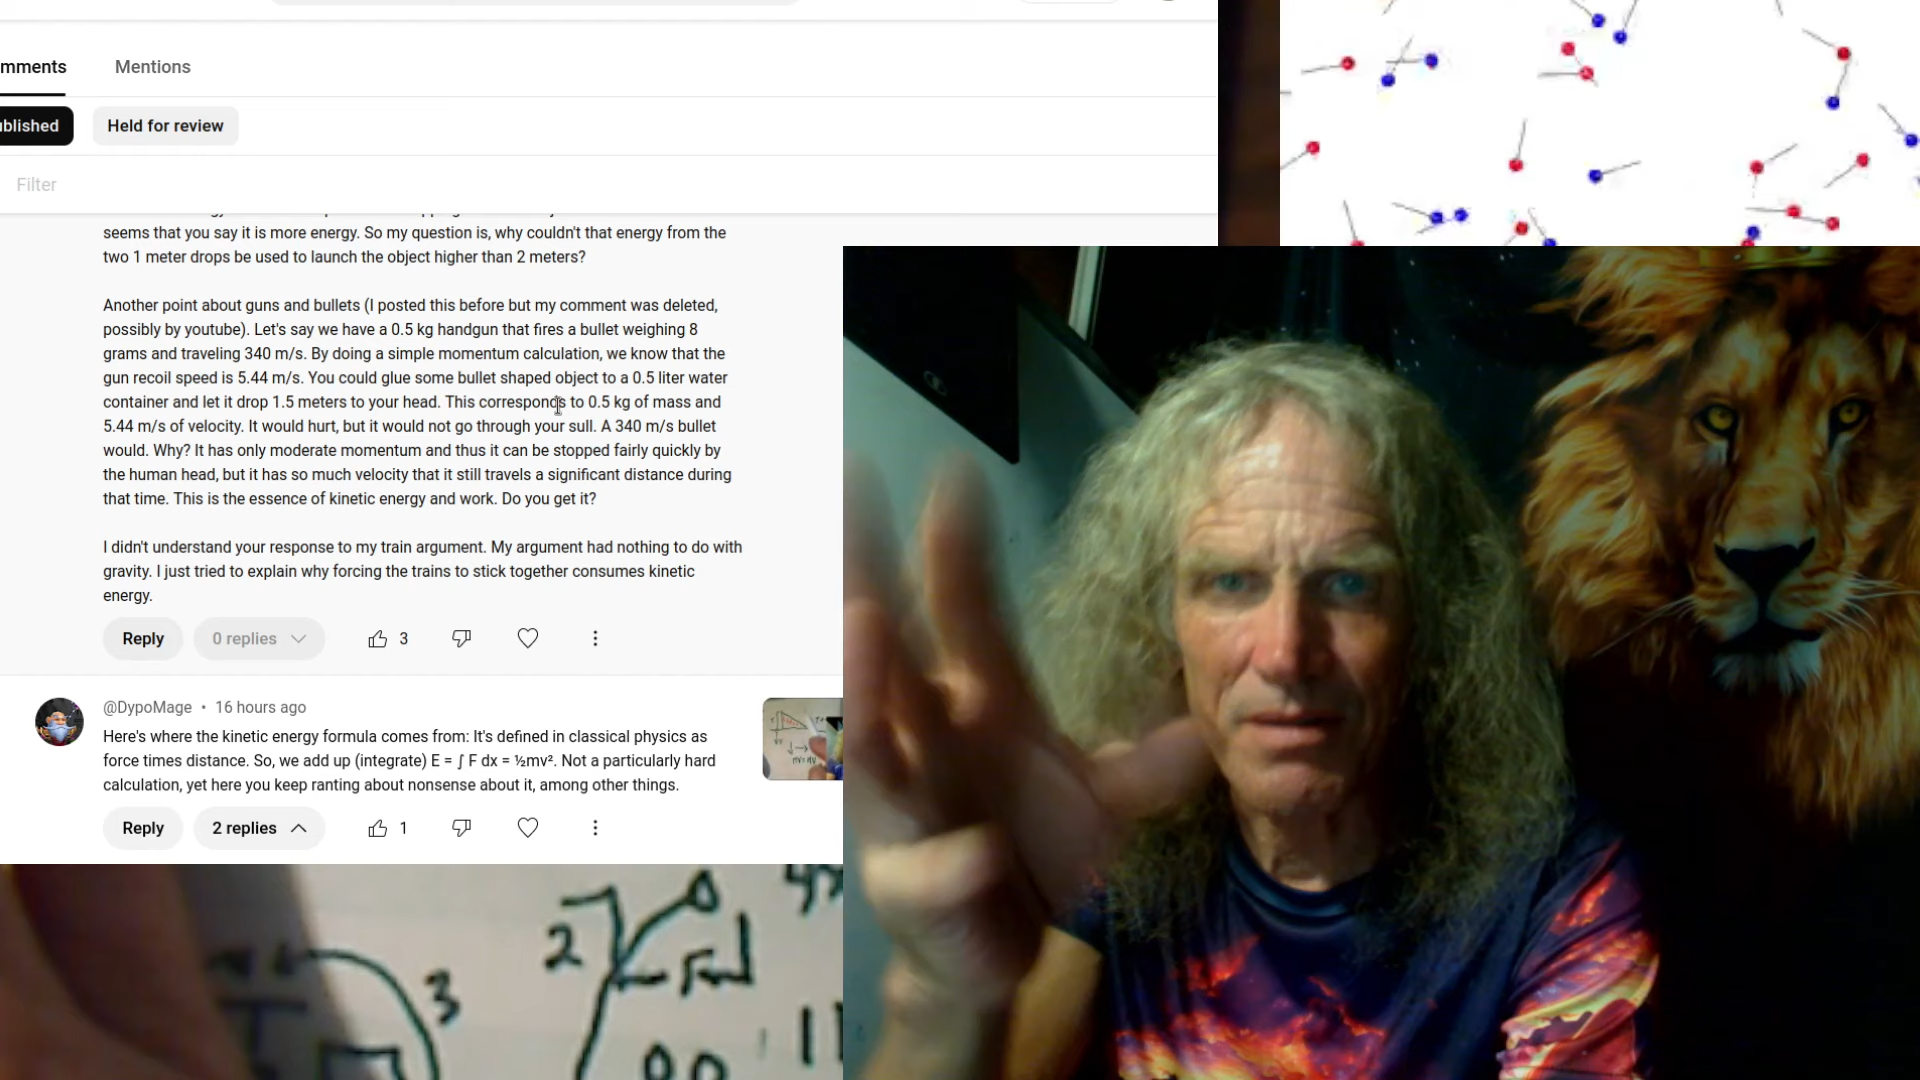 mments
Mentions
ublished
Held for review
Filter
seems that you say it is more energy. So my question is, why couldn't that energy from the
two 1 meter drops be used to launch the object higher than 2 meters?
Another point about guns and bullets (I posted this before but my comment was deleted,
possibly by youtube). Let's say we have a 0.5 kg handgun that fires a bullet weighing 8
grams and traveling 340 m/s. By doing a simple momentum calculation, we know that the
gun recoil speed is 5.44 m/s. You could glue some bullet shaped object to a 0.5 liter water
container and let it drop 1.5 meters to your head. This corresponds to 0.5 kg of mass and
5.44 m/s of velocity. It would hurt, but it would not go through your sull. A 340 m/s bullet
would. Why? It has only moderate momentum and thus it can be stopped fairly quickly by
the human head, but it has so much velocity that it still travels a significant distance during
that time. This is the essence of kinetic energy and work. Do you get it?
I didn't understand your response to my train argument. My argument had nothing to do with
gravity. I just tried to explain why forcing the trains to stick together consumes kinetic
energy.
Reply
0 replies
3
@DypoMage • 16 hours ago
Here's where the kinetic energy formula comes from: It's defined in classical physics as
force times distance. So, we add up (integrate) E = ∫ F dx = ½mv². Not a particularly hard
calculation, yet here you keep ranting about nonsense about it, among other things.
Reply
2 replies
1
2
3